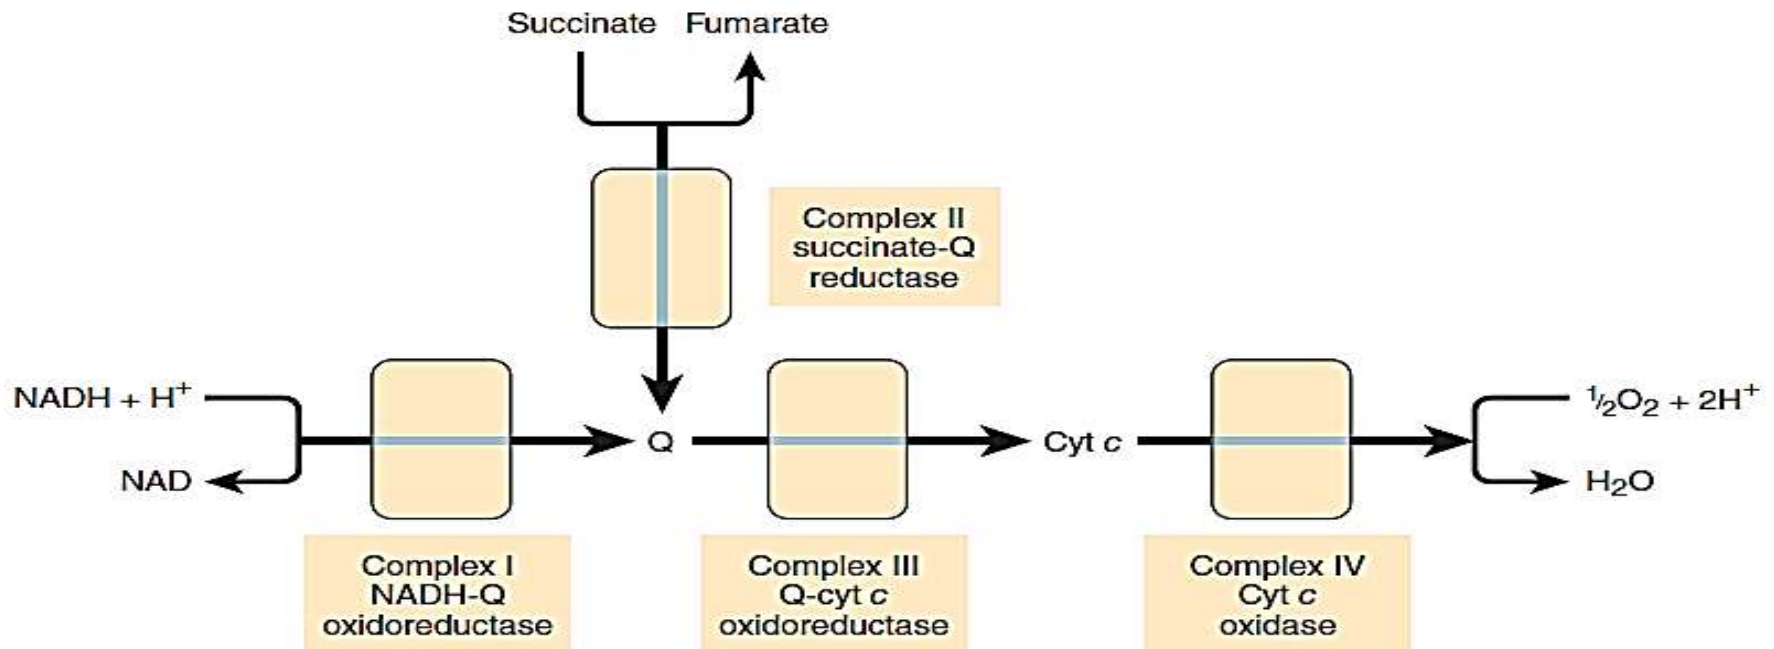 Succinate Fumarate
Complex II
succinate-Q
reductase
NADH + H⁺
NAD
Q
Cyt c
½O₂ + 2H⁺
H₂O
Complex I
NADH-Q
oxidoreductase
Complex III
Q-cyt c
oxidoreductase
Complex IV
Cyt c
oxidase